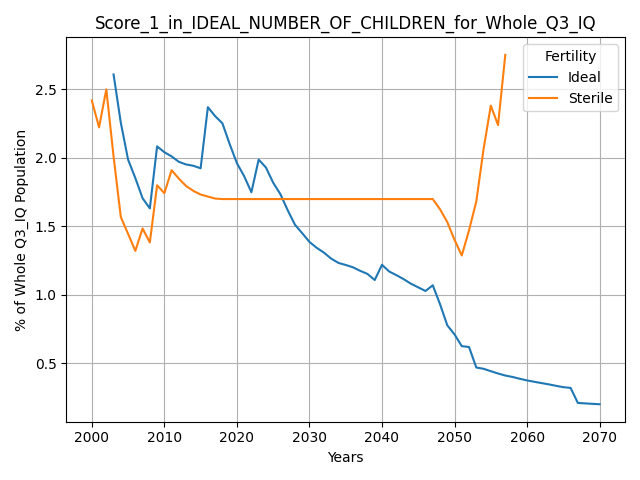 Score_1_in_IDEAL_NUMBER_OF_CHILDREN_for_Whole_Q3_IQ
Fertility
Ideal
Sterile
% of Whole Q3_IQ Population
2.5
2.0
1.5
1.0
0.5
2000 2010 2020 2030 2040 2050 2060 2070
Years